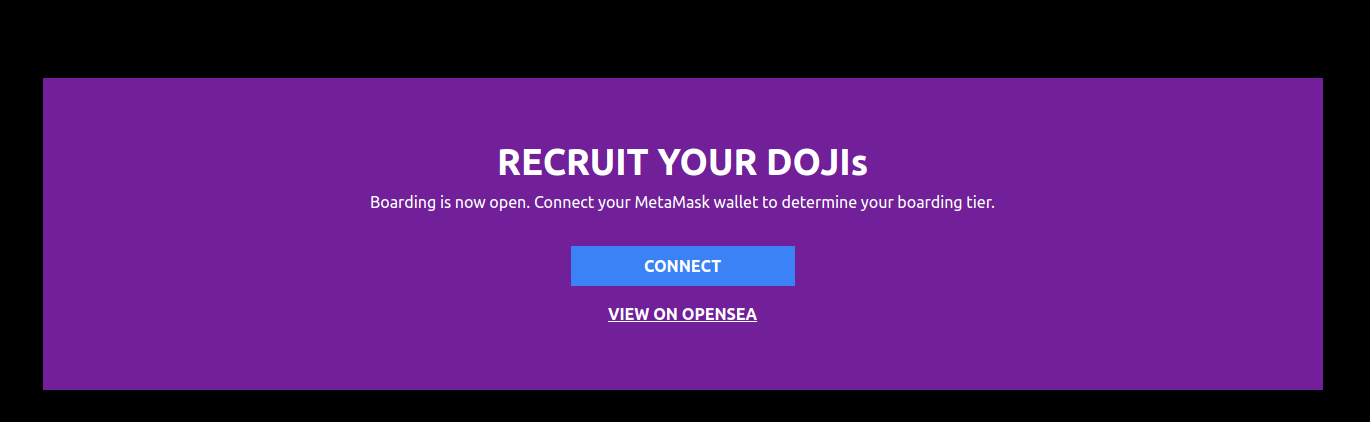 RECRUIT YOUR DOJIs
Boarding is now open. Connect your MetaMask wallet to determine your boarding tier.
CONNECT
VIEW ON OPENSEA